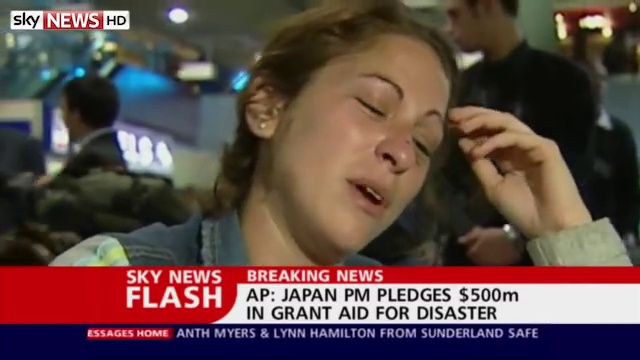 sky NEWS HD
SKY NEWS
FLASH
BREAKING NEWS
AP: JAPAN PM PLEDGES $500m
IN GRANT AID FOR DISASTER
ESSAGES HOME ANTH MYERS & LYNN HAMILTON FROM SUNDERLAND SAFE